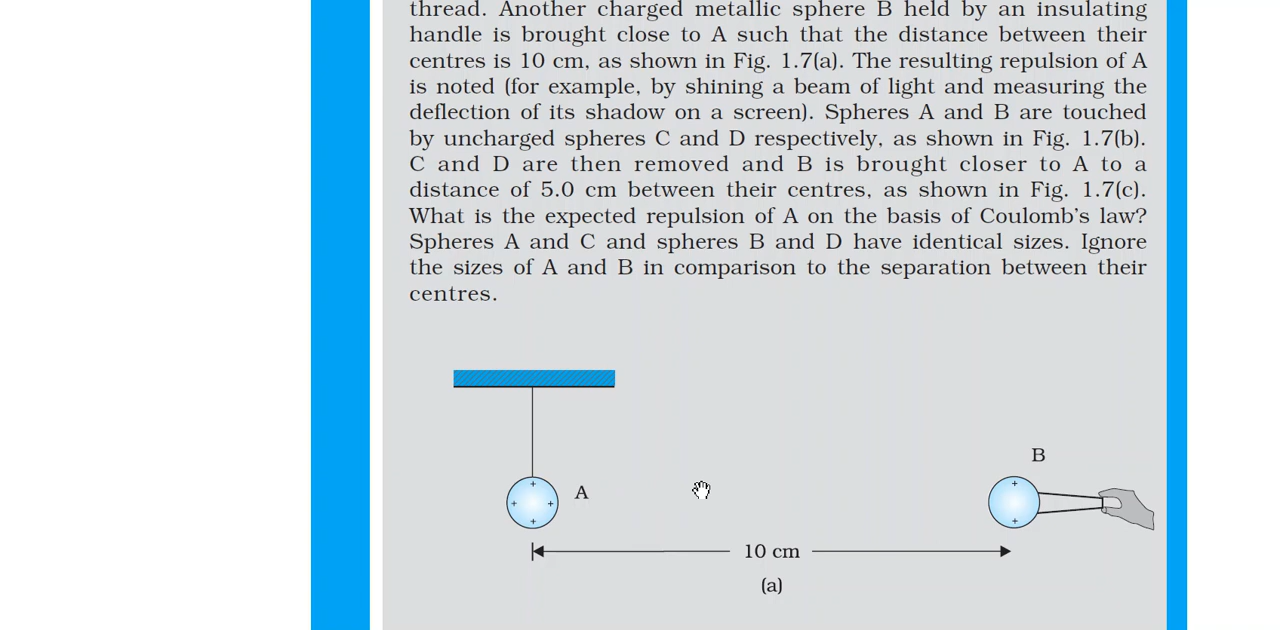 thread. Another charged metallic sphere B held by an insulating
handle is brought close to A such that the distance between their
centres is 10 cm, as shown in Fig. 1.7(a). The resulting repulsion of A
is noted (for example, by shining a beam of light and measuring the
deflection of its shadow on a screen). Spheres A and B are touched
by uncharged spheres C and D respectively, as shown in Fig. 1.7(b).
C and D are then removed and B is brought closer to A to a
distance of 5.0 cm between their centres, as shown in Fig. 1.7(c).
What is the expected repulsion of A on the basis of Coulomb's law?
Spheres A and C and spheres B and D have identical sizes. Ignore
the sizes of A and B in comparison to the separation between their
centres.
B
A
+
+ +
+
+
+
10 cm
(a)